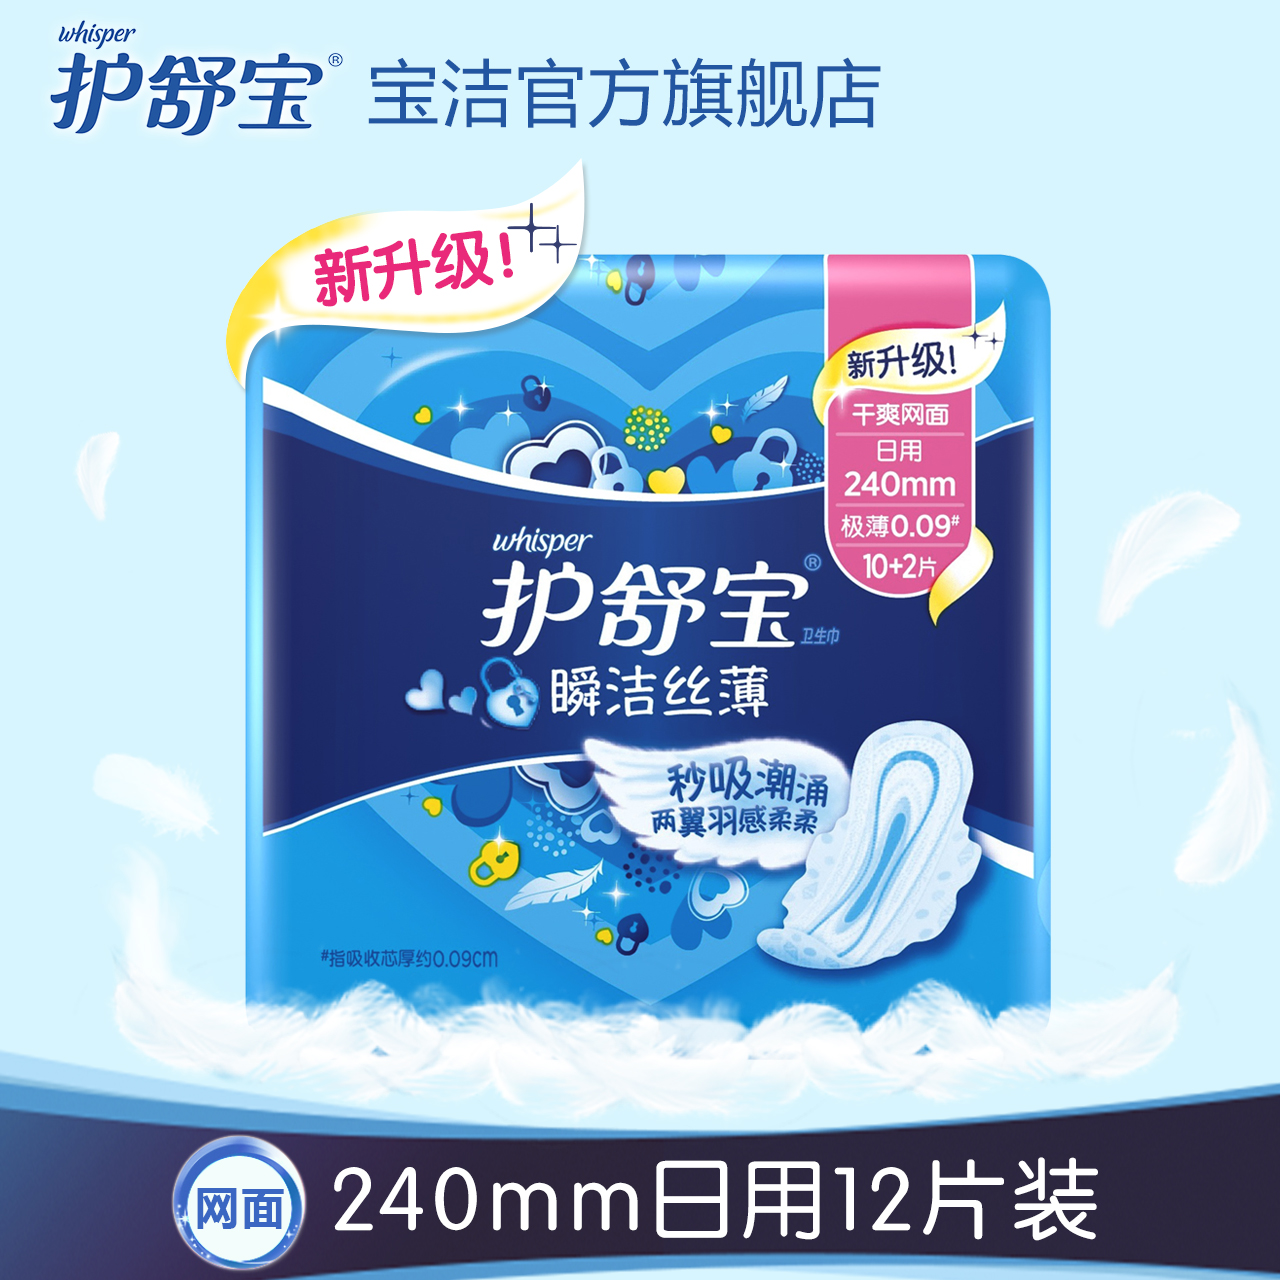 whisper
护舒宝® 宝洁官方旗舰店
新升级!
新升级!
干爽网面
日用
240mm
极薄0.09#
10+2片
whisper
护舒宝®
卫生巾
瞬洁丝薄
秒吸潮涌
两翼羽感柔柔
#指吸收芯厚约0.09cm
网面
240mm日用12片装